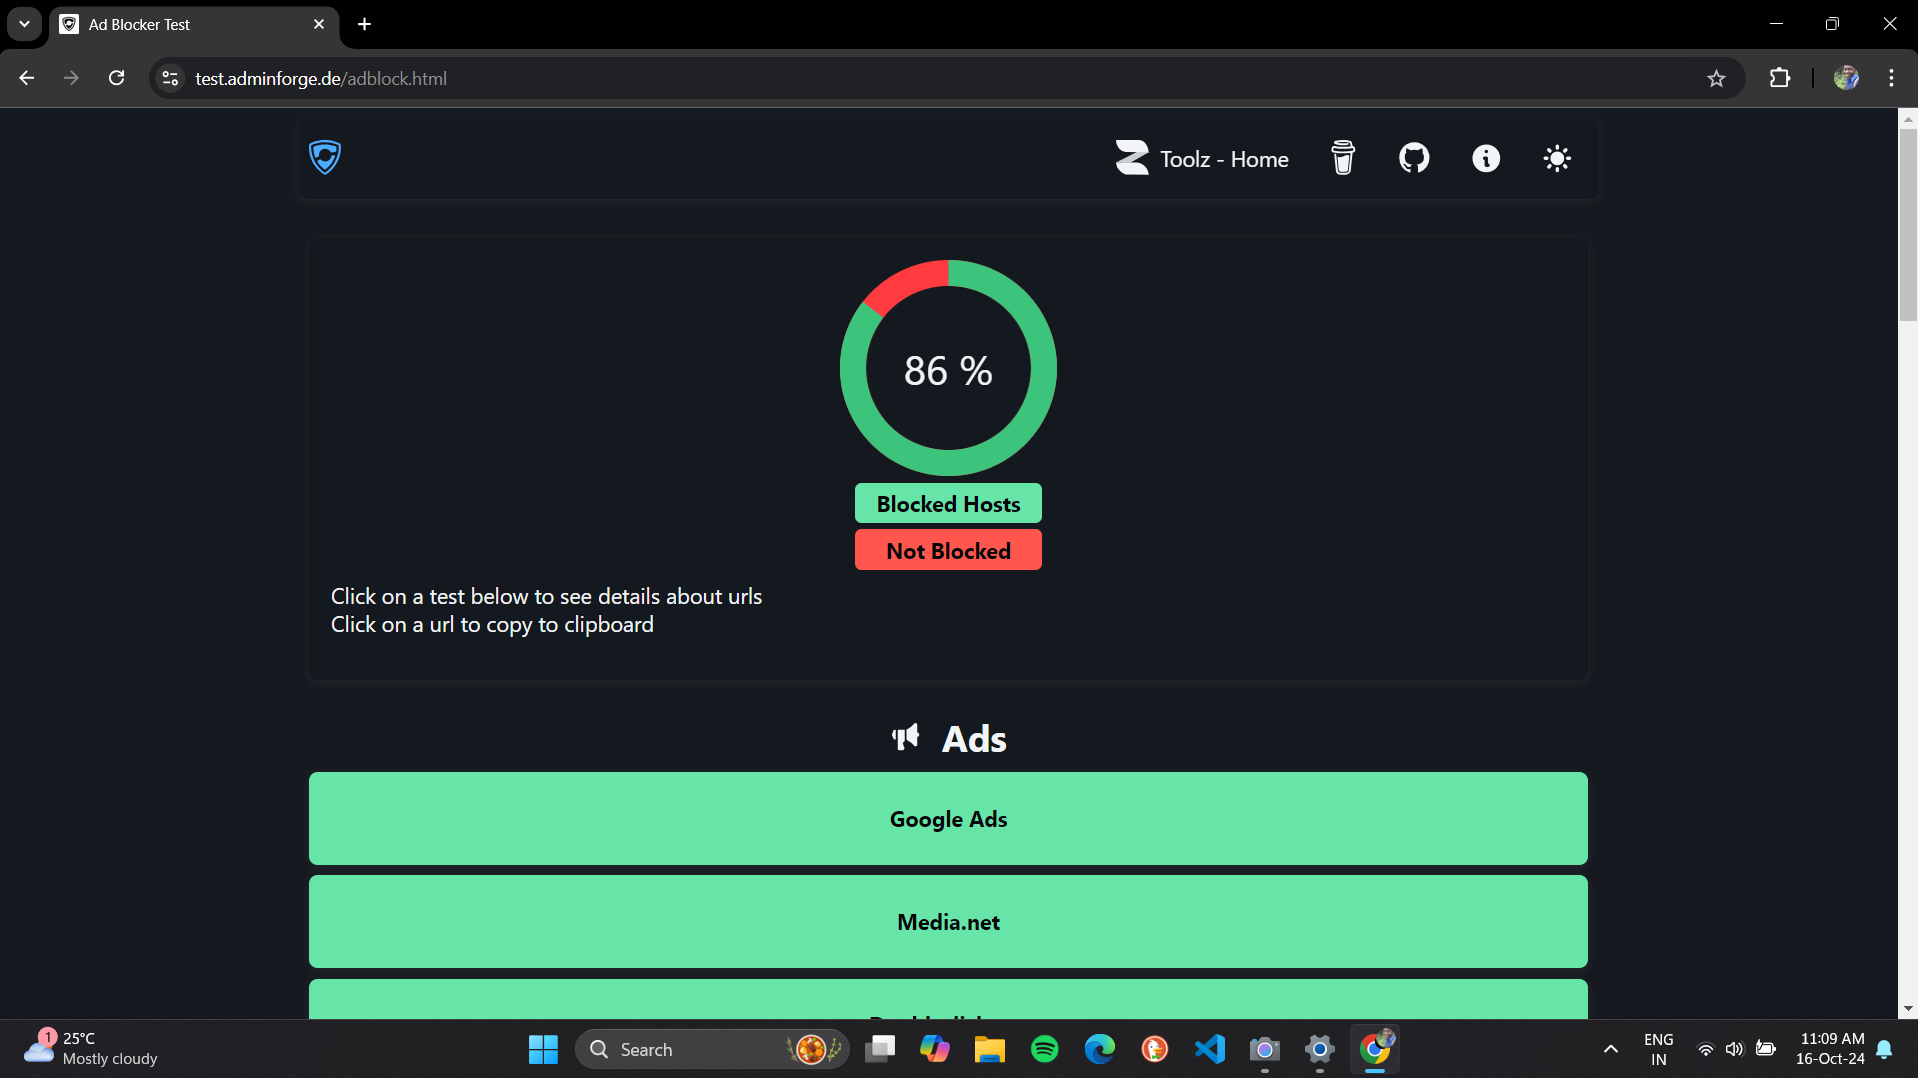 Ad Blocker Test
test.adminforge.de/adblock.html
Toolz - Home
86 %
Blocked Hosts
Not Blocked
Click on a test below to see details about urls
Click on a url to copy to clipboard
Ads
Google Ads
Media.net
1
25°C
Mostly cloudy
Search
ENG
IN
11:09 AM
16-Oct-24